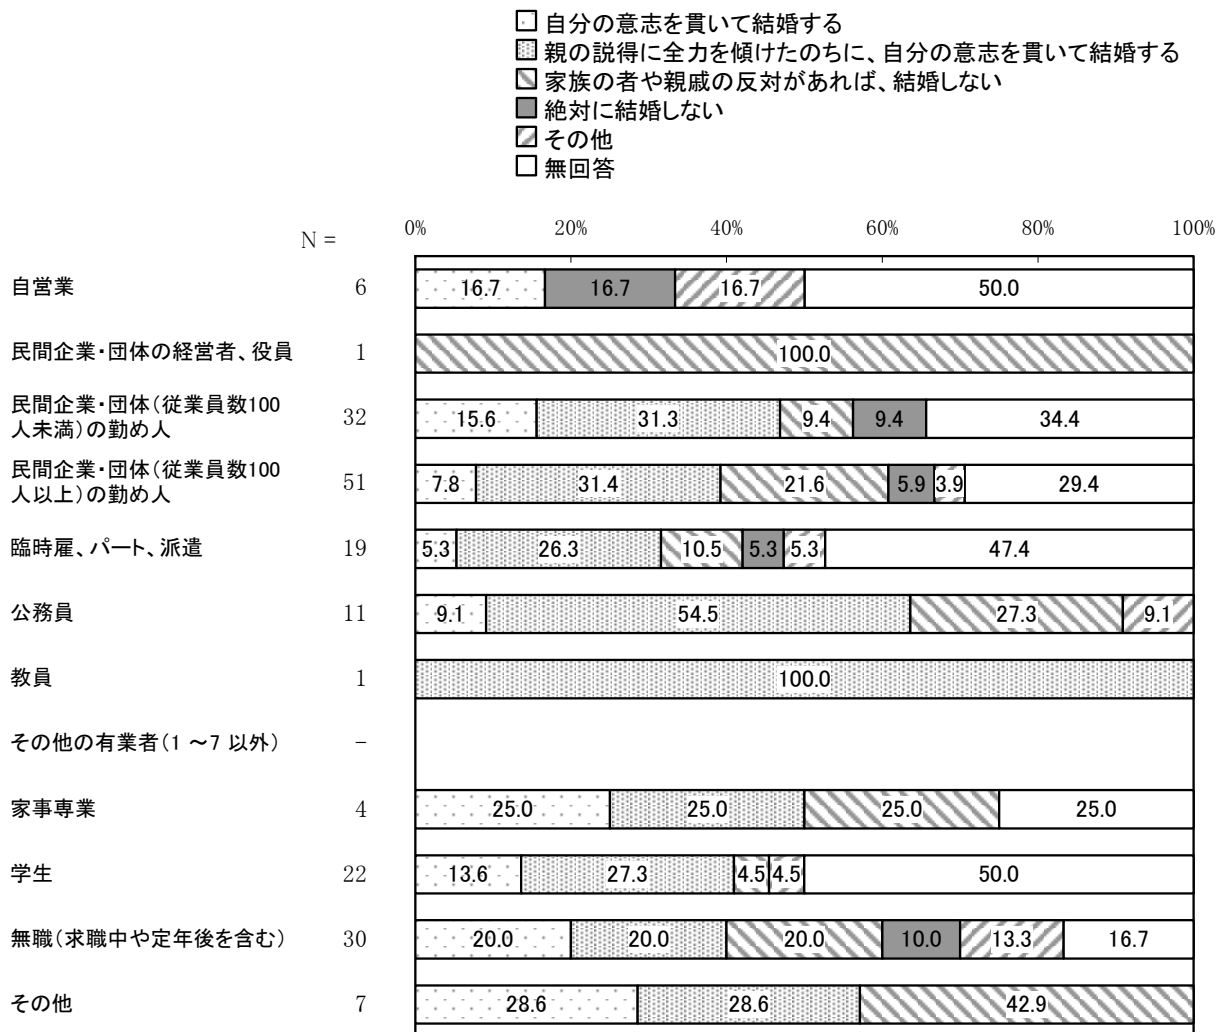 自分の意志を貫いて結婚する
親の説得に全力を傾けたのちに、自分の意志を貫いて結婚する
家族の者や親戚の反対があれば、結婚しない
絶対に結婚しない
その他
無回答
N = 0% 20% 40% 60% 80% 100%
自営業 6 16.7 16.7 16.7 50.0
民間企業・団体の経営者、役員 1 100.0
民間企業・団体（従業員数100
人未満）の勤め人 32 15.6 31.3 9.4 9.4 34.4
民間企業・団体（従業員数100
人以上）の勤め人 51 7.8 31.4 21.6 5.9 3.9 29.4
臨時雇、パート、派遣 19 5.3 26.3 10.5 5.3 5.3 47.4
公務員 11 9.1 54.5 27.3 9.1
教員 1 100.0
その他の有業者（1 ～7 以外） －
家事専業 4 25.0 25.0 25.0 25.0
学生 22 13.6 27.3 4.5 4.5 50.0
無職（求職中や定年後を含む） 30 20.0 20.0 20.0 10.0 13.3 16.7
その他 7 28.6 28.6 42.9